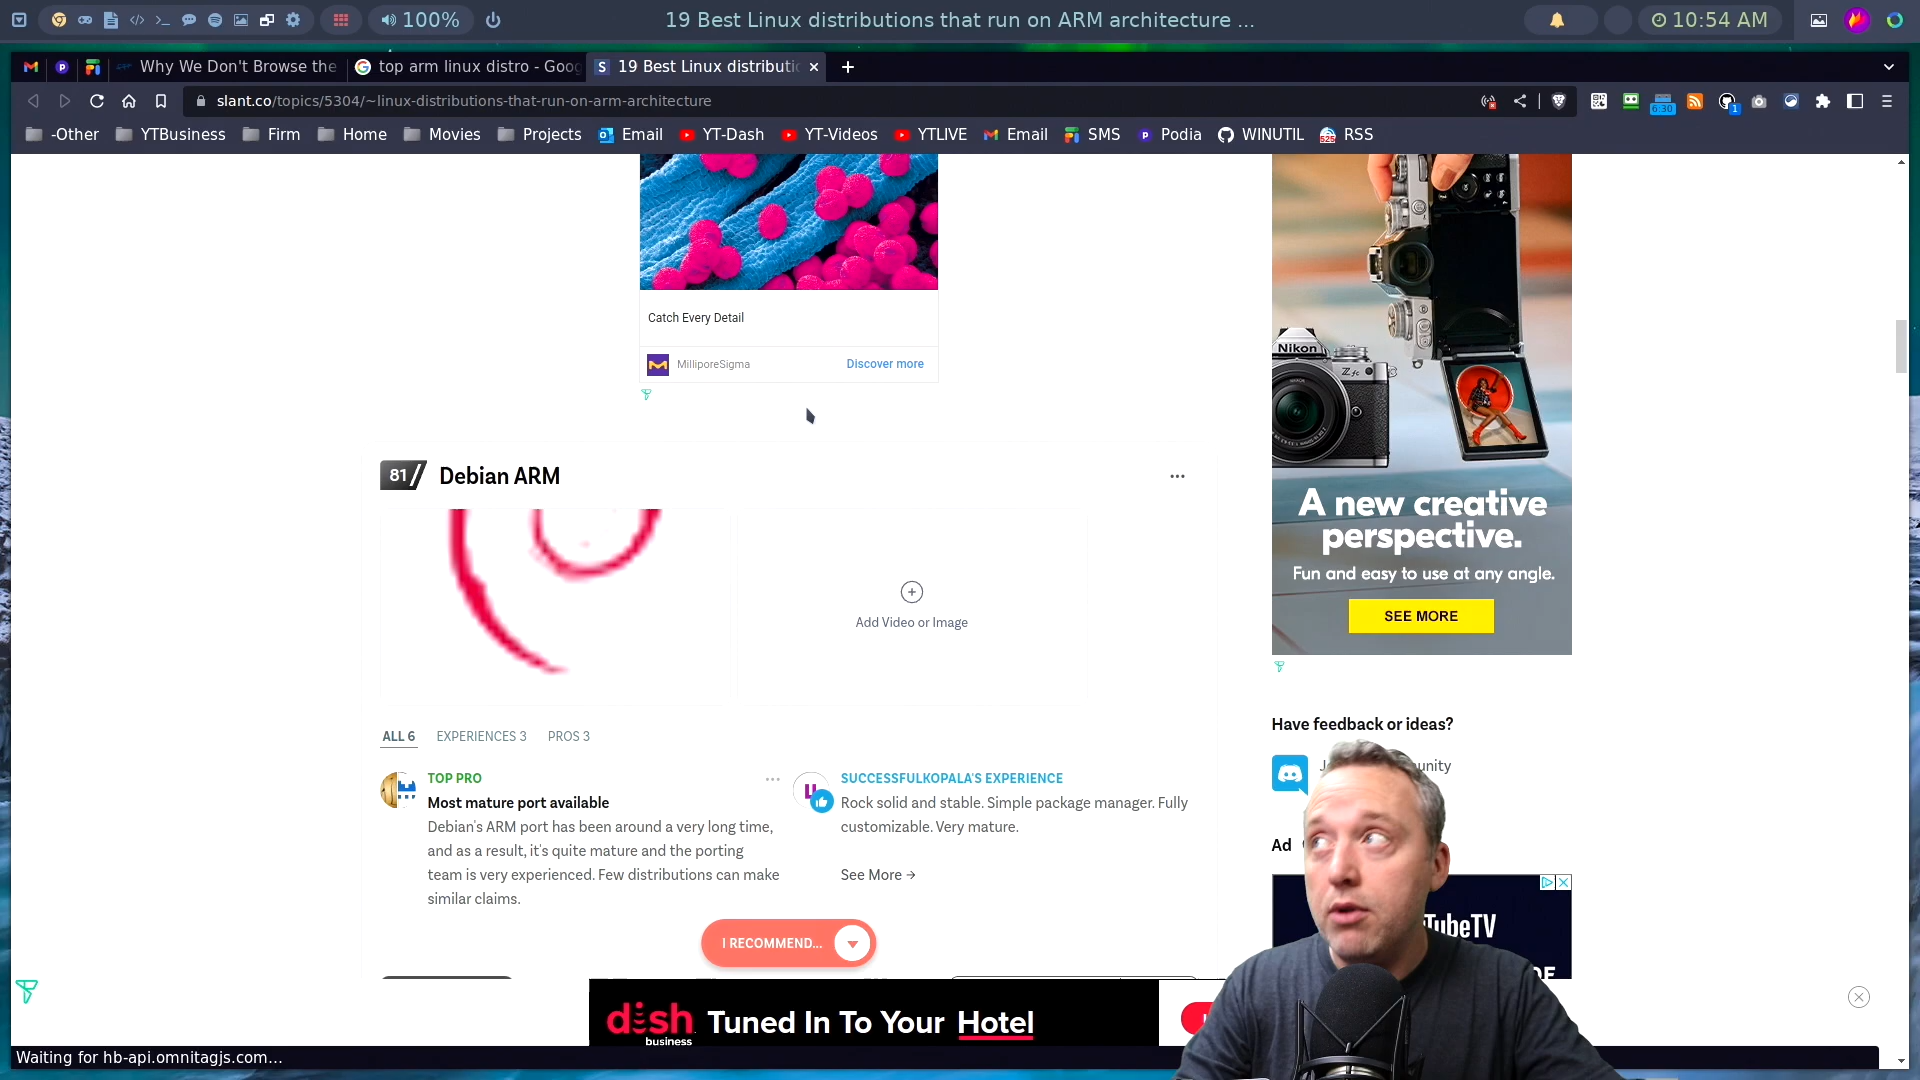 100%
19 Best Linux distributions that run on ARM architecture ...
10:54 AM
Why We Don't Browse the
top arm linux distro - Goog
S 19 Best Linux distributi
slant.co/topics/5304/~linux-distributions-that-run-on-arm-architecture
6:30
1
-Other
YTBusiness
Firm
Home
Movies
Projects
Email
YT-Dash
YT-Videos
YTLIVE
Email
SMS
Podia
WINUTIL
RSS
Catch Every Detail
MilliporeSigma
Discover more
Nikon
Z fc
A new creative
perspective.
Fun and easy to use at any angle.
SEE MORE
81
Debian ARM
Add Video or Image
ALL 6
EXPERIENCES 3
PROS 3
TOP PRO
Most mature port available
Debian's ARM port has been around a very long time,
and as a result, it's quite mature and the porting
team is very experienced. Few distributions can make
similar claims.
SUCCESSFULKOPALA'S EXPERIENCE
Rock solid and stable. Simple package manager. Fully
customizable. Very mature.
See More →
I RECOMMEND...
Have feedback or ideas?
Ad
dish
business
Tuned In To Your Hotel
Waiting for hb-api.omnitagjs.com...